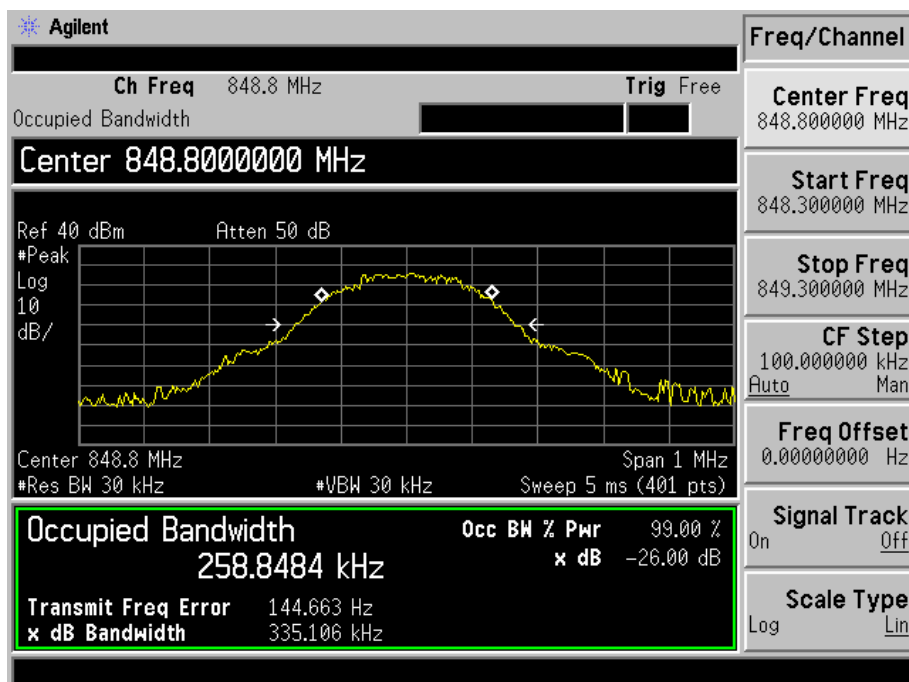 Agilent
Freq/Channel
Ch Freq 848.8 MHz Trig Free
Occupied Bandwidth
Center 848.8000000 MHz
Ref 40 dBm Atten 50 dB
#Peak
Log
10
dB/
Center 848.8 MHz Span 1 MHz
#Res BW 30 kHz #VBW 30 kHz Sweep 5 ms (401 pts)
Occupied Bandwidth Occ BW % Pwr 99.00 %
258.8484 kHz x dB -26.00 dB
Transmit Freq Error 144.663 Hz
x dB Bandwidth 335.106 kHz
Center Freq
848.800000 MHz
Start Freq
848.300000 MHz
Stop Freq
849.300000 MHz
CF Step
100.000000 kHz
Auto Man
Freq Offset
0.00000000 Hz
Signal Track
On Off
Scale Type
Log Lin